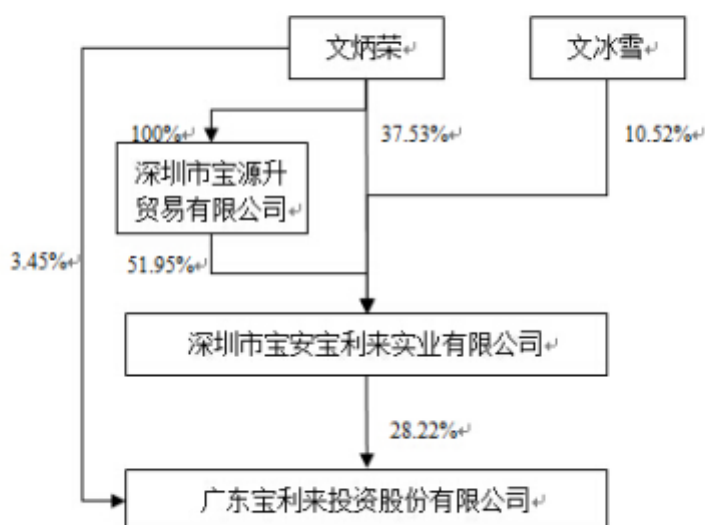 文炳荣
文冰雪
100%
37.53%
10.52%
深圳市宝源升
贸易有限公司
3.45%
51.95%
深圳市宝安宝利来实业有限公司
28.22%
广东宝利来投资股份有限公司